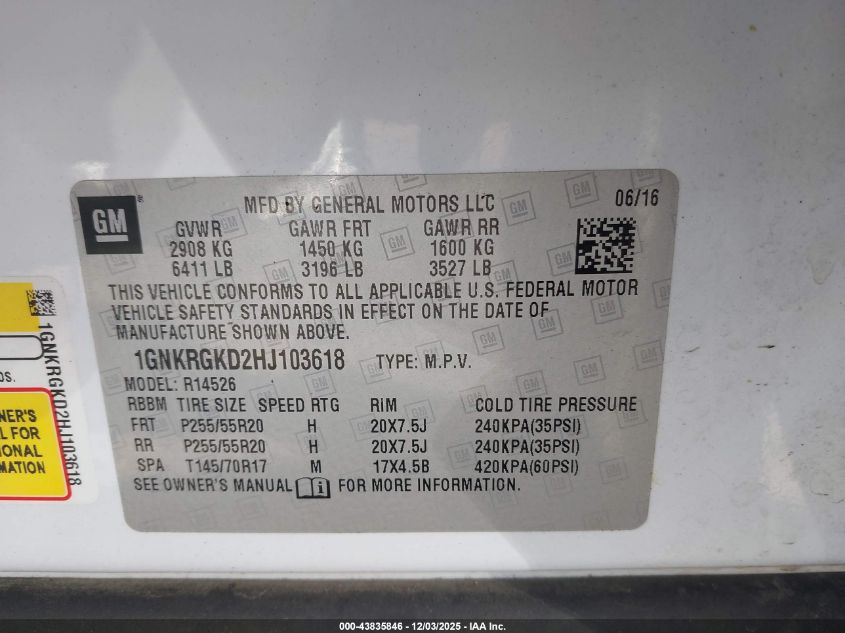 GM
MFD BY GENERAL MOTORS LLC
06/16
GVWR GAWR FRT GAWR RR
2908 KG 1450 KG 1600 KG
6411 LB 3196 LB 3527 LB
THIS VEHICLE CONFORMS TO ALL APPLICABLE U.S. FEDERAL MOTOR
VEHICLE SAFETY STANDARDS IN EFFECT ON THE DATE OF
MANUFACTURE SHOWN ABOVE.
1GNKRGKD2HJ103618 TYPE: M.P.V.
MODEL: R14526
RBBM TIRE SIZE SPEED RTG RIM COLD TIRE PRESSURE
FRT P255/55R20 H 20X7.5J 240KPA(35PSI)
RR P255/55R20 H 20X7.5J 240KPA(35PSI)
SPA T145/70R17 M 17X4.5B 420KPA(60PSI)
SEE OWNER'S MANUAL FOR MORE INFORMATION.
1GNKRGKD2HJ103618
000-43835846 - 12/03/2025 - IAA Inc.